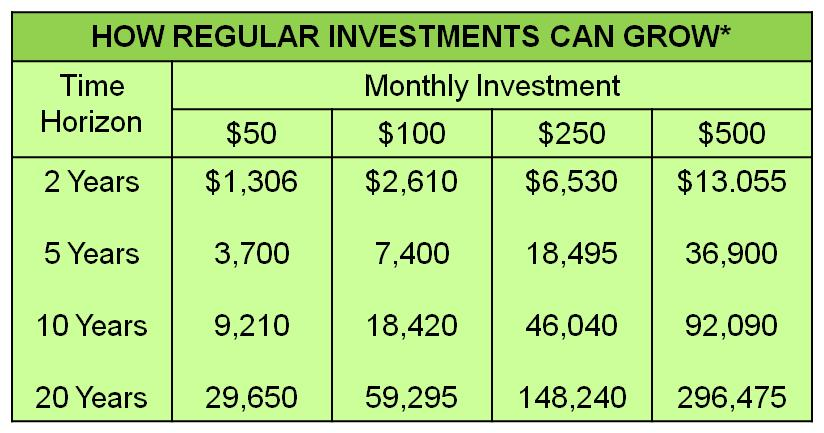 HOW REGULAR INVESTMENTS CAN GROW*
Time Horizon Monthly Investment
$50 $100 $250 $500
2 Years $1,306 $2,610 $6,530 $13.055
5 Years 3,700 7,400 18,495 36,900
10 Years 9,210 18,420 46,040 92,090
20 Years 29,650 59,295 148,240 296,475